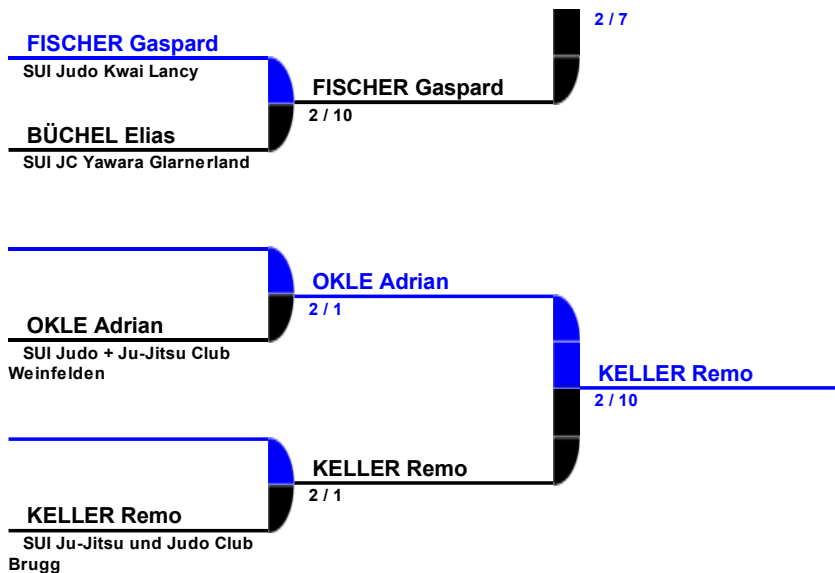 2 / 7
FISCHER Gaspard
SUI Judo Kwai Lancy
FISCHER Gaspard
2 / 10
BÜCHEL Elias
SUI JC Yawara Glarnerland
OKLE Adrian
2 / 1
OKLE Adrian
SUI Judo + Ju-Jitsu Club
Weinfelden
KELLER Remo
2 / 10
KELLER Remo
2 / 1
KELLER Remo
SUI Ju-Jitsu und Judo Club
Brugg